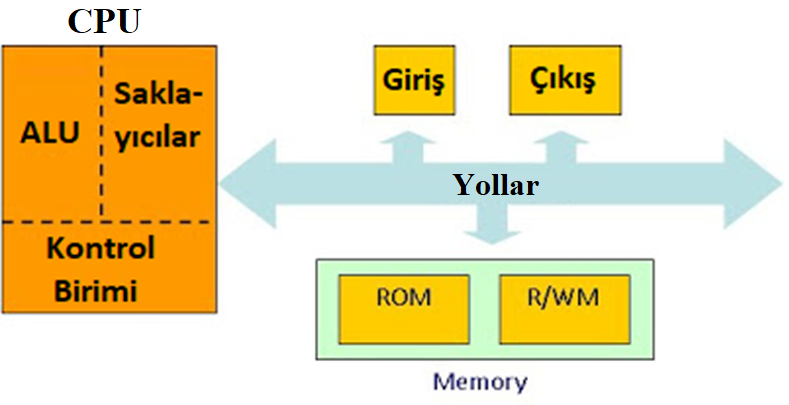 CPU
ALU
Sakla-
yıcılar
Kontrol
Birimi
Giriş
Çıkış
Yollar
ROM
R/WM
Memory